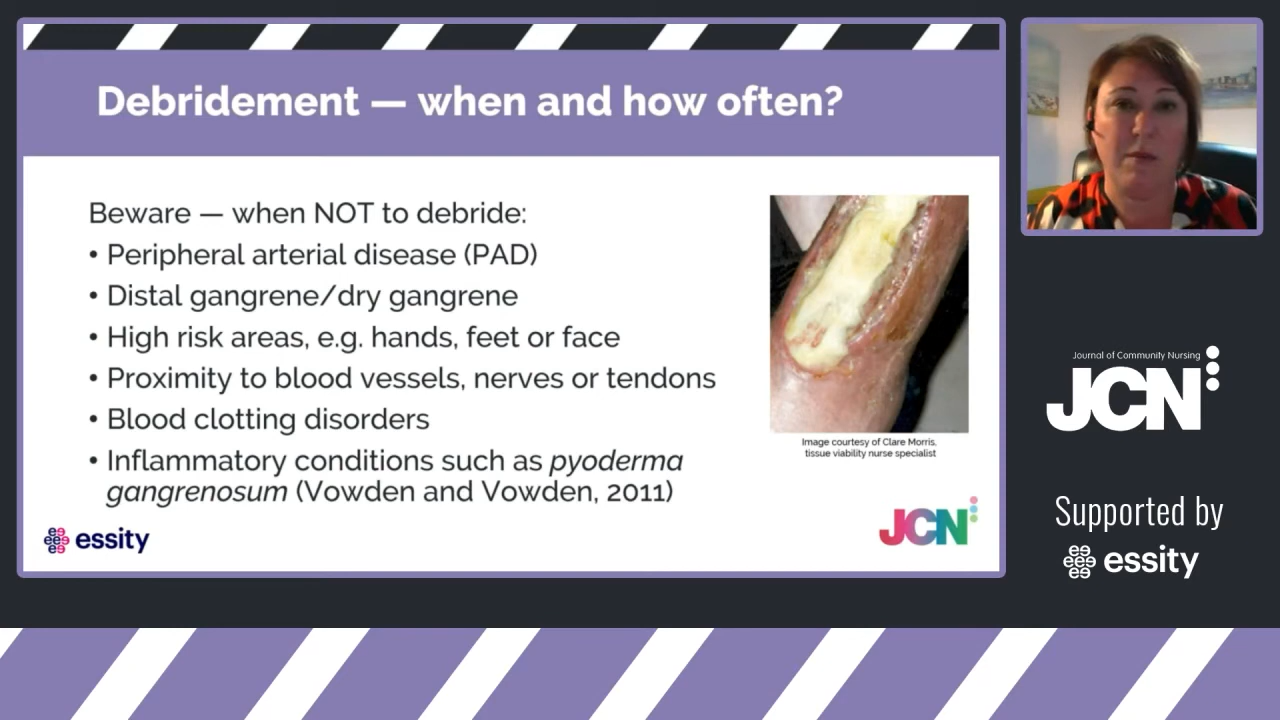 Debridement — when and how often?
Beware — when NOT to debride:
• Peripheral arterial disease (PAD)
• Distal gangrene/dry gangrene
• High risk areas, e.g. hands, feet or face
• Proximity to blood vessels, nerves or tendons
• Blood clotting disorders
• Inflammatory conditions such as pyoderma
gangrenosum (Vowden and Vowden, 2011)
Image courtesy of Clare Morris,
tissue viability nurse specialist
essity
JCN
Journal of Community Nursing
JCN
Supported by
essity